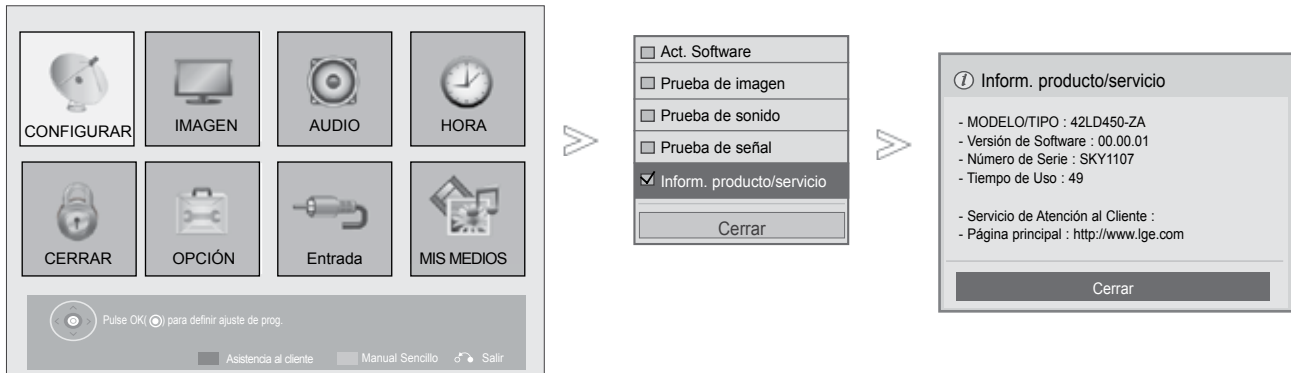 CONFIGURAR
IMAGEN
AUDIO
HORA
CERRAR
OPCIÓN
Entrada
MIS MEDIOS
Pulse OK( ) para definir ajuste de prog.
Asistencia al cliente
Manual Sencillo
Salir
Act. Software
Prueba de imagen
Prueba de sonido
Prueba de señal
Inform. producto/servicio
Cerrar
i Inform. producto/servicio
- MODELO/TIPO : 42LD450-ZA
- Versión de Software : 00.00.01
- Número de Serie : SKY1107
- Tiempo de Uso : 49
- Servicio de Atención al Cliente :
- Página principal : http://www.lge.com
Cerrar